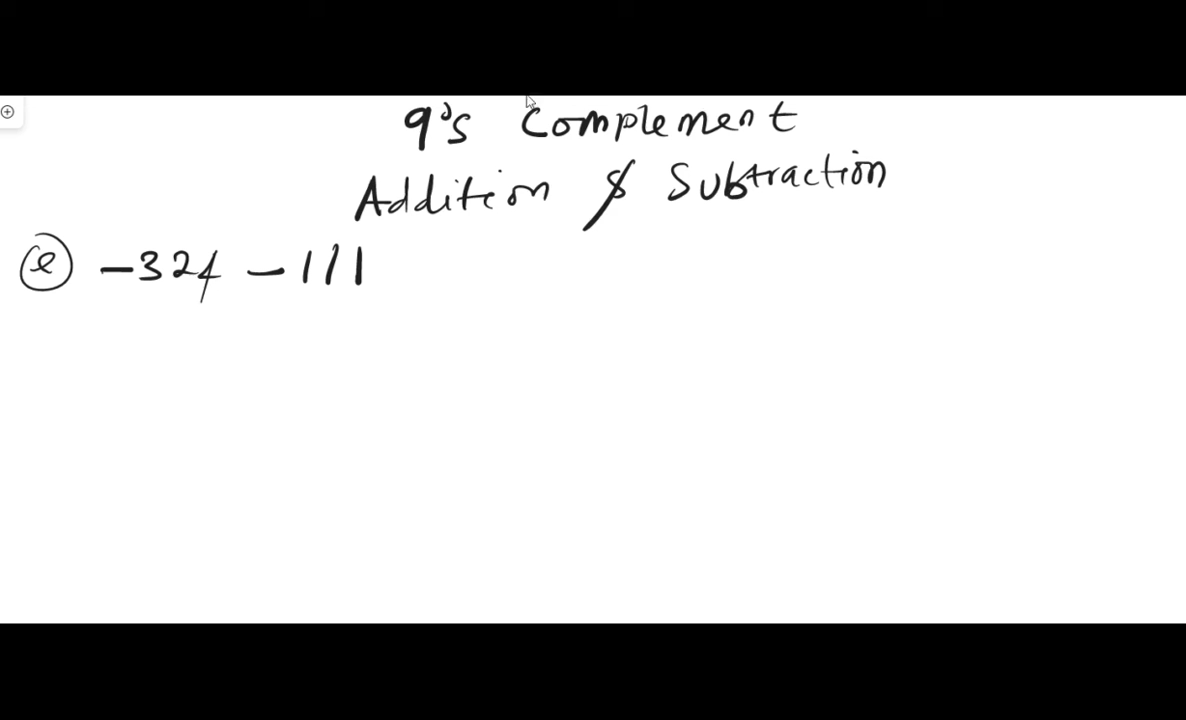 9's Complement
Addition & Subtraction
e -324 - 111